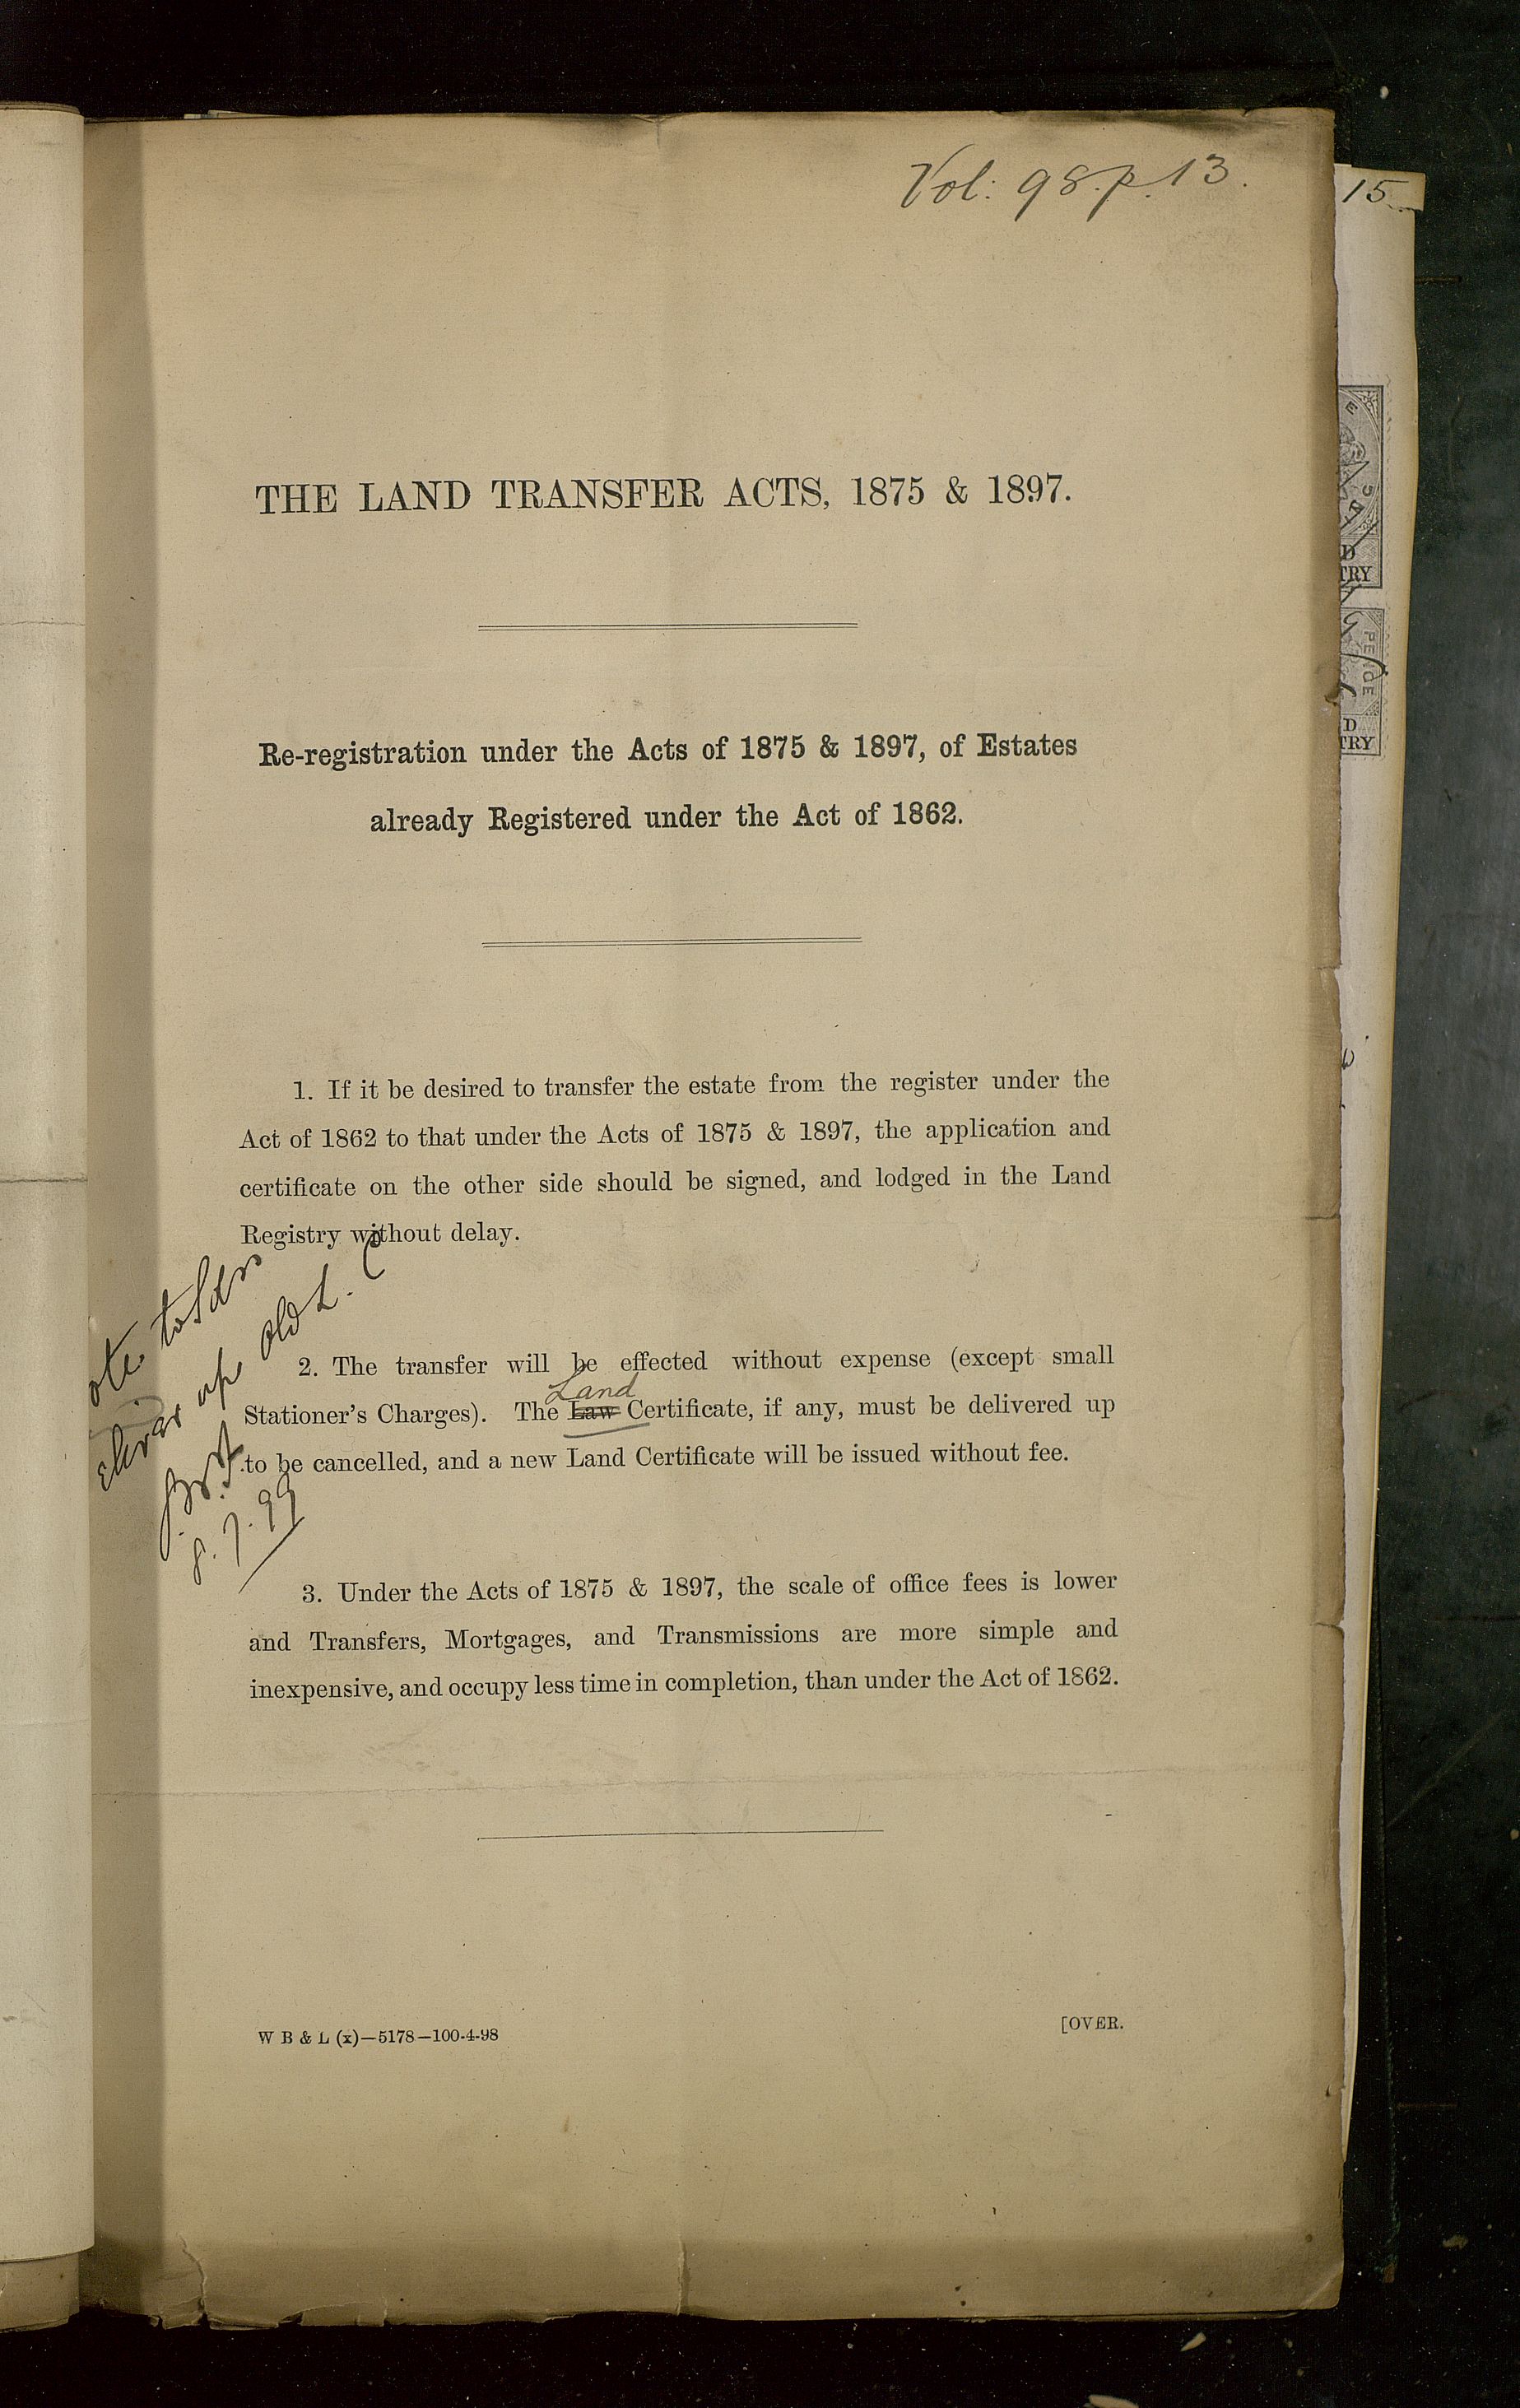 Vol: 98. p. 13.
15
THE LAND TRANSFER ACTS, 1875 & 1897.
Re-registration under the Acts of 1875 & 1897, of Estates
already Registered under the Act of 1862.
1. If it be desired to transfer the estate from the register under the
Act of 1862 to that under the Acts of 1875 & 1897, the application and
certificate on the other side should be signed, and lodged in the Land
Registry without delay.
old L. C
up
8.7.99
2. The transfer will be effected without expense (except small
Land
Stationer's Charges). The Law Certificate, if any, must be delivered up
to be cancelled, and a new Land Certificate will be issued without fee.
3. Under the Acts of 1875 & 1897, the scale of office fees is lower
and Transfers, Mortgages, and Transmissions are more simple and
inexpensive, and occupy less time in completion, than under the Act of 1862.
W B & L (x)—5178—100-4-98
[OVER.